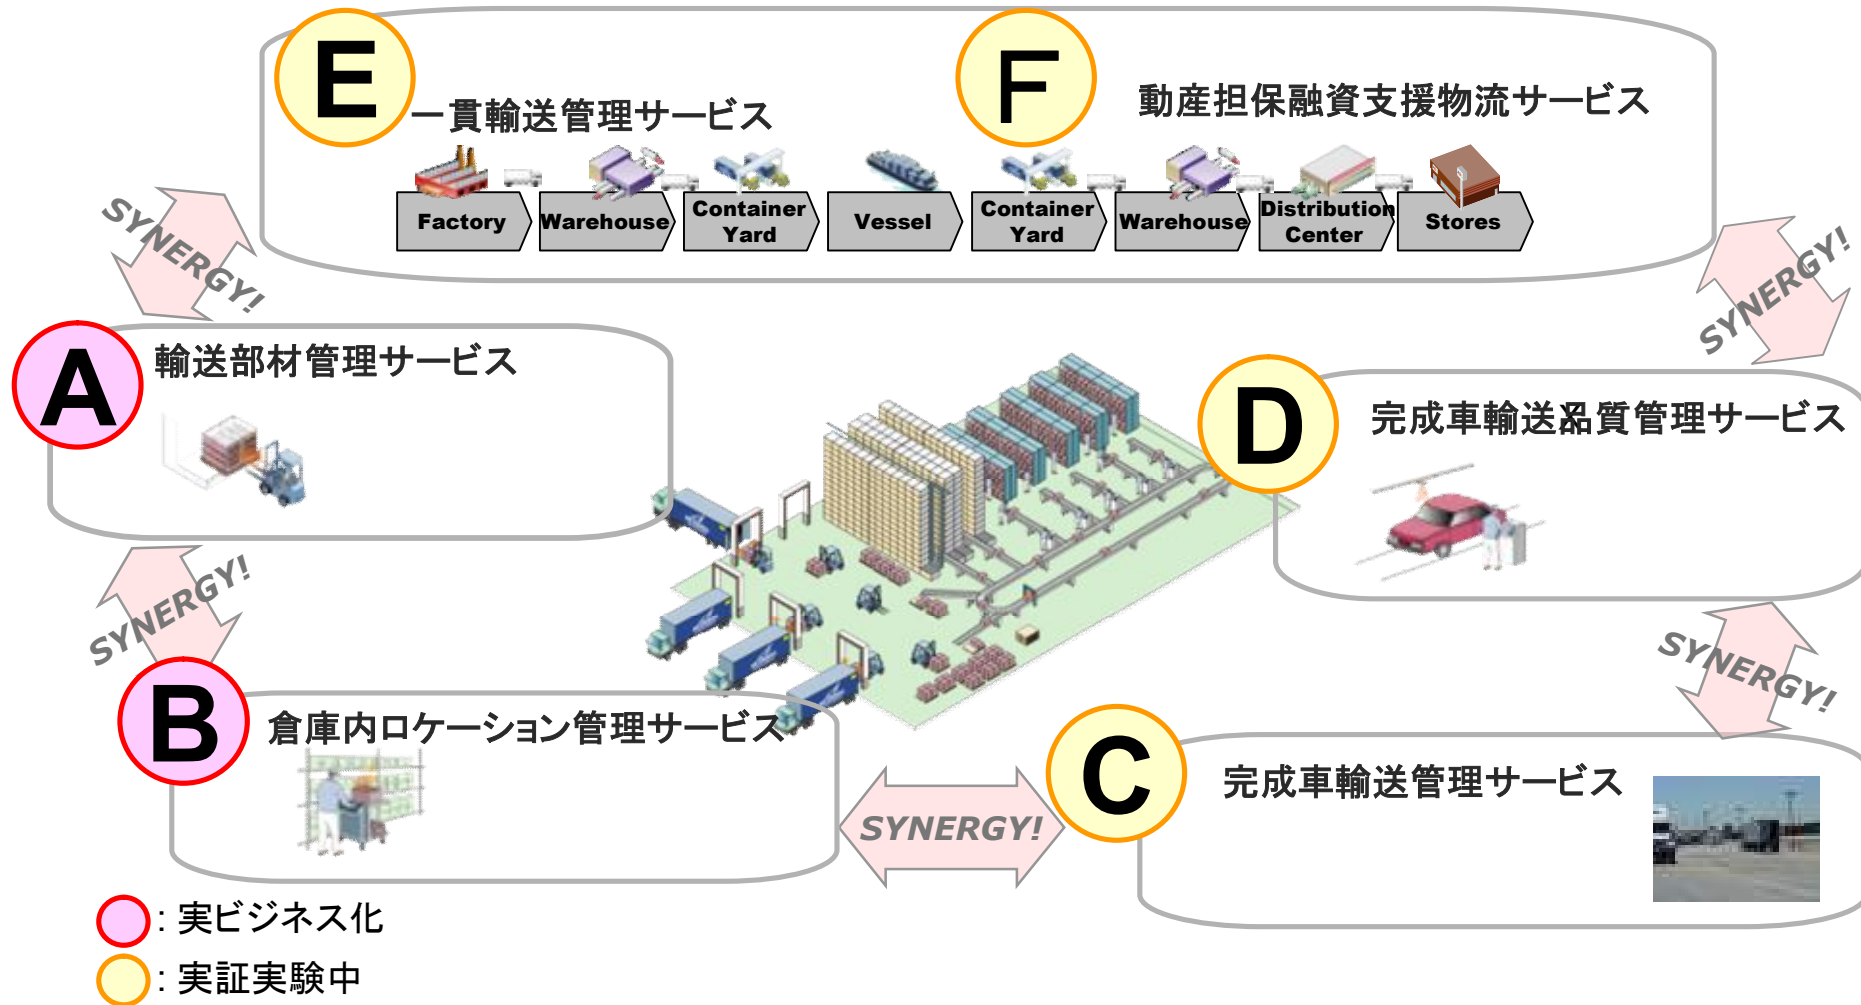 E
一貫輸送管理サービス
F
動産担保融資支援物流サービス
Factory
Warehouse
Container
Yard
Vessel
Container
Yard
Warehouse
Distribution
Center
Stores
SYNERGY!
SYNERGY!
A
輸送部材管理サービス
D
完成車輸送品質管理サービス
SYNERGY!
SYNERGY!
B
倉庫内ロケーション管理サービス
SYNERGY!
C
完成車輸送管理サービス
: 実ビジネス化
: 実証実験中